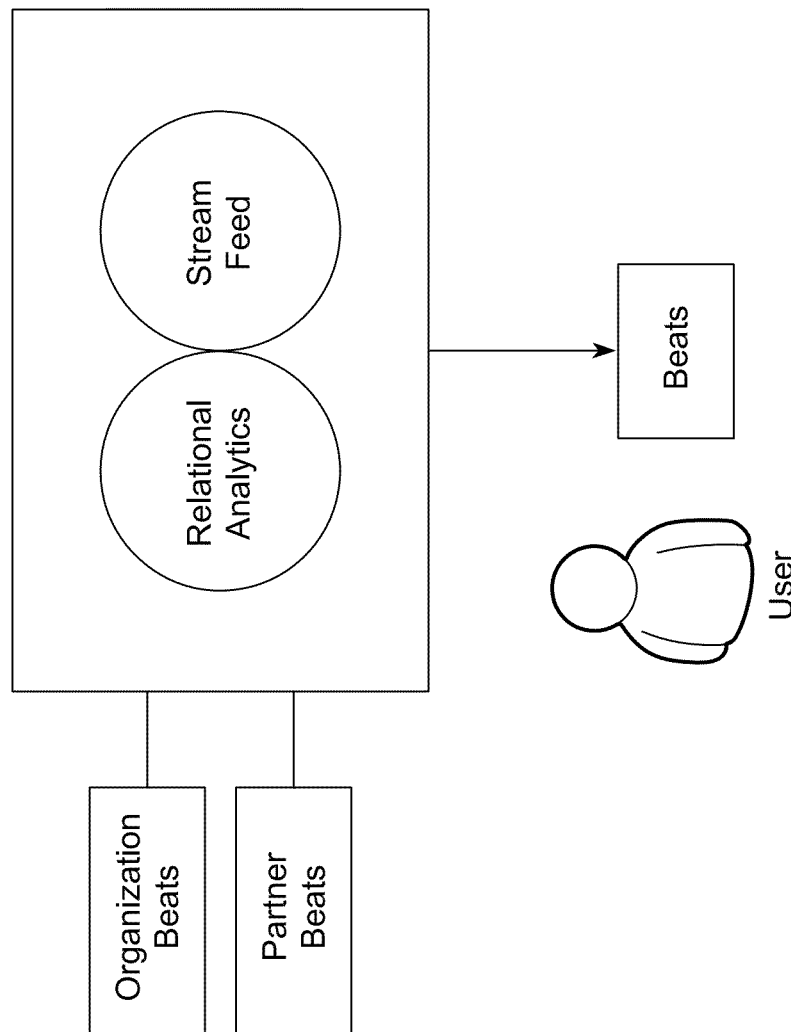 Organization
Beats
Partner
Beats
Relational
Analytics
Stream
Feed
User
Beats